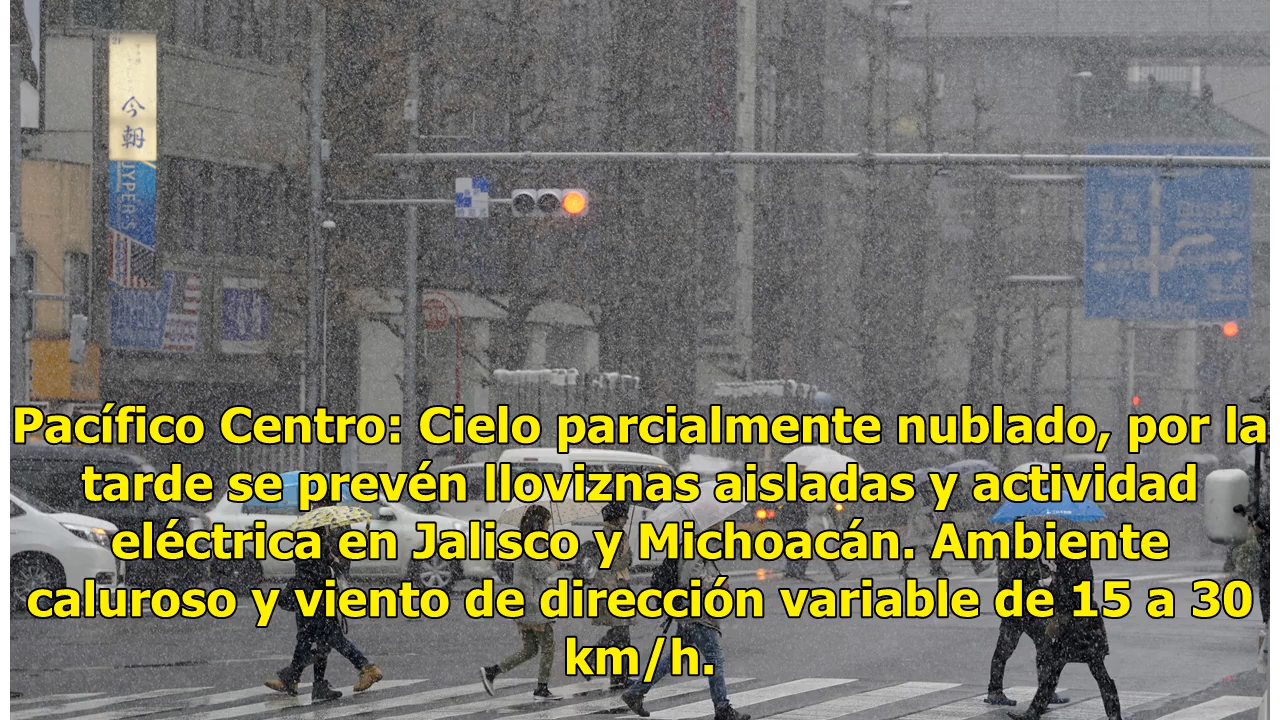 今朝
JYPER'S
Pacífico Centro: Cielo parcialmente nublado, por la
tarde se prevén lloviznas aisladas y actividad
eléctrica en Jalisco y Michoacán. Ambiente
caluroso y viento de dirección variable de 15 a 30
km/h.